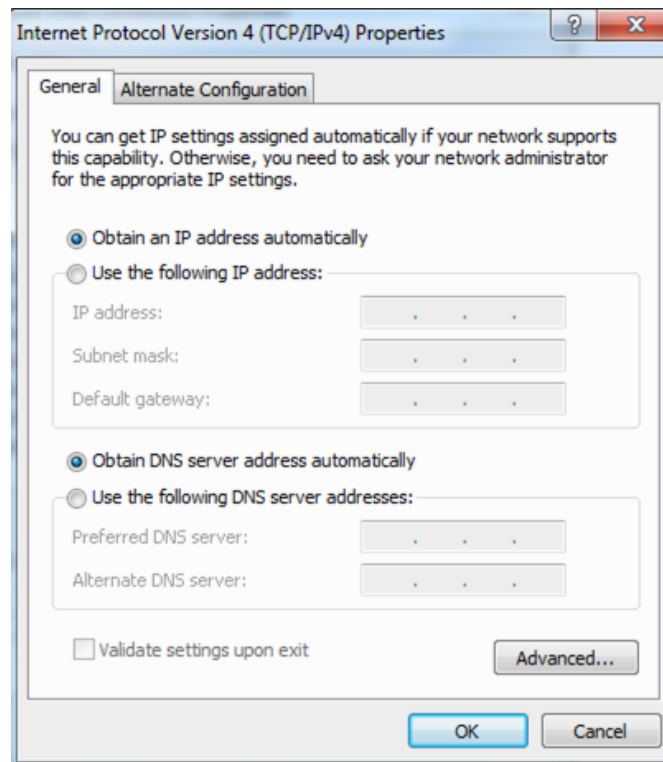 Internet Protocol Version 4 (TCP/IPv4) Properties
General
Alternate Configuration
You can get IP settings assigned automatically if your network supports
this capability. Otherwise, you need to ask your network administrator
for the appropriate IP settings.
Obtain an IP address automatically
Use the following IP address:
IP address:
Subnet mask:
Default gateway:
Obtain DNS server address automatically
Use the following DNS server addresses:
Preferred DNS server:
Alternate DNS server:
Validate settings upon exit
Advanced...
OK
Cancel